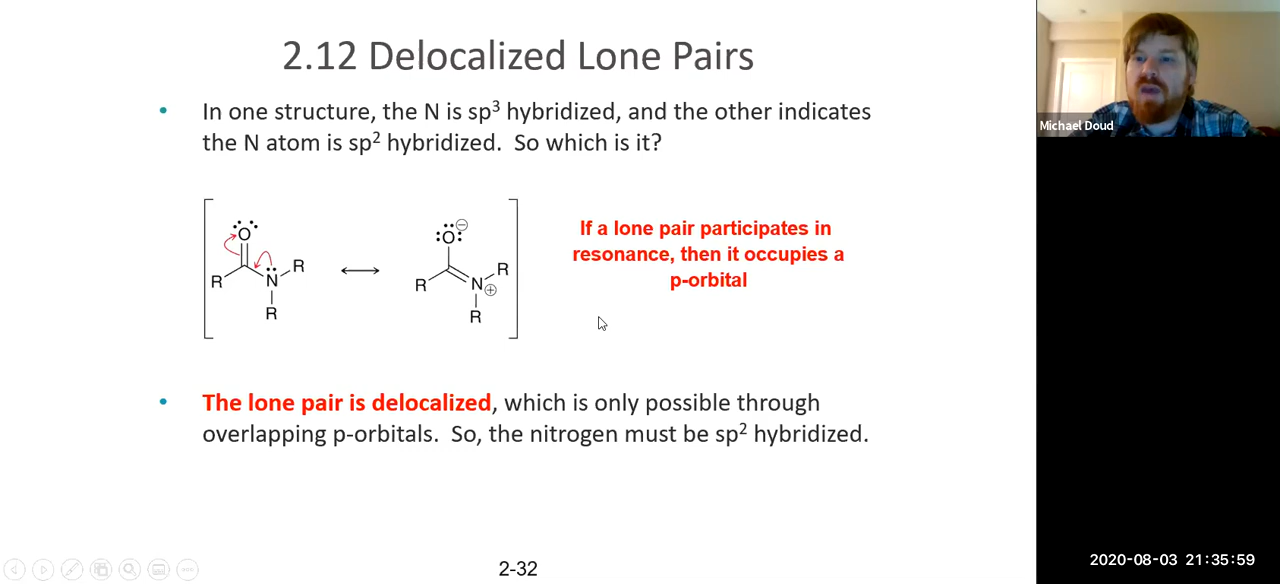 2.12 Delocalized Lone Pairs
• In one structure, the N is sp³ hybridized, and the other indicates
the N atom is sp² hybridized.  So which is it?
O
R
N
R
R
O ⊖
R
N ⊕
R
R
If a lone pair participates in
resonance, then it occupies a
p-orbital
• The lone pair is delocalized, which is only possible through
overlapping p-orbitals.  So, the nitrogen must be sp² hybridized.
2-32
Michael Doud
2020-08-03 21:35:59